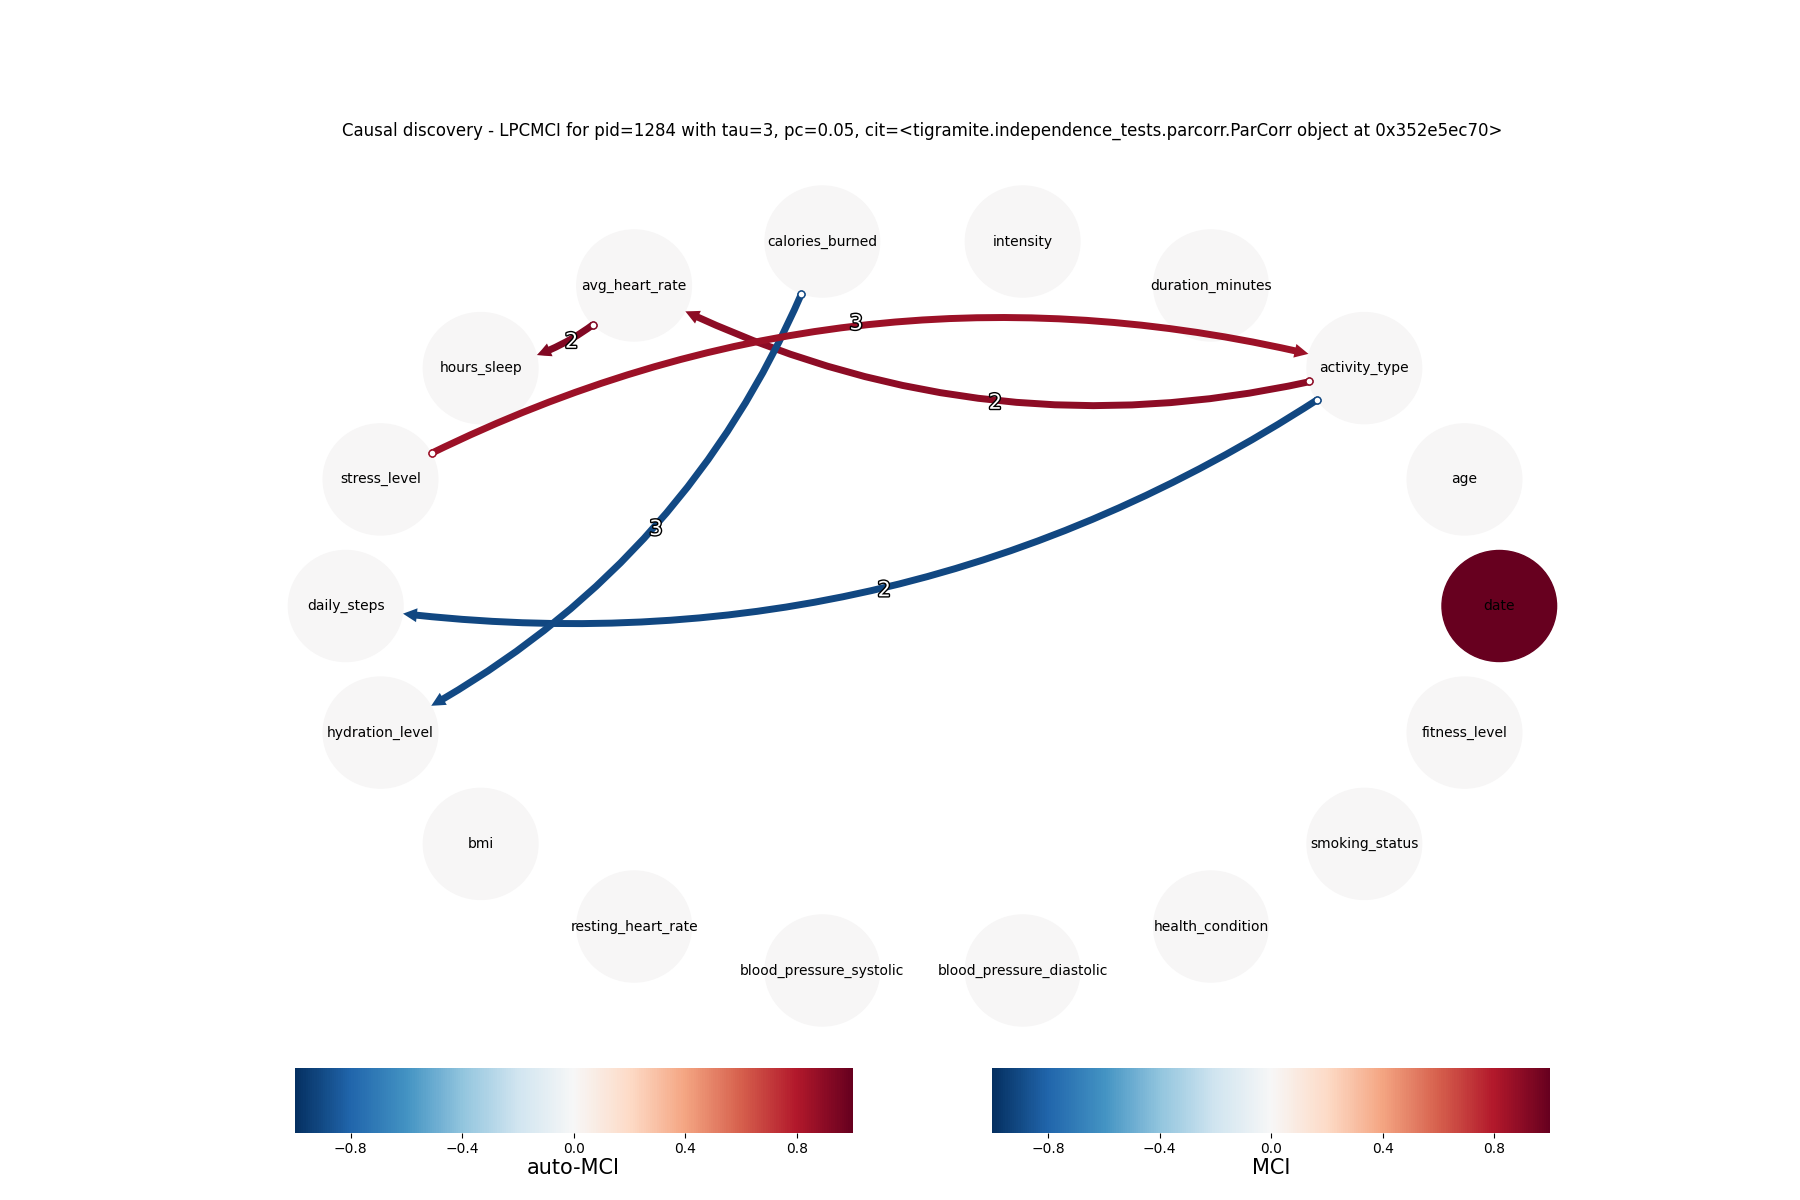 Causal discovery - LPCMCI for pid=1284 with tau=3, pc=0.05, cit=<tigramite.independence_tests.parcorr.ParCorr object at 0x352e5ec70>
calories_burned
intensity
avg_heart_rate
duration_minutes
3
2
hours_sleep
activity_type
2
stress_level
age
3
2
daily_steps
date
hydration_level
fitness_level
bmi
smoking_status
resting_heart_rate
health_condition
blood_pressure_systolic
blood_pressure_diastolic
−0.8 −0.4 0.0 0.4 0.8
auto-MCI
−0.8 −0.4 0.0 0.4 0.8
MCI